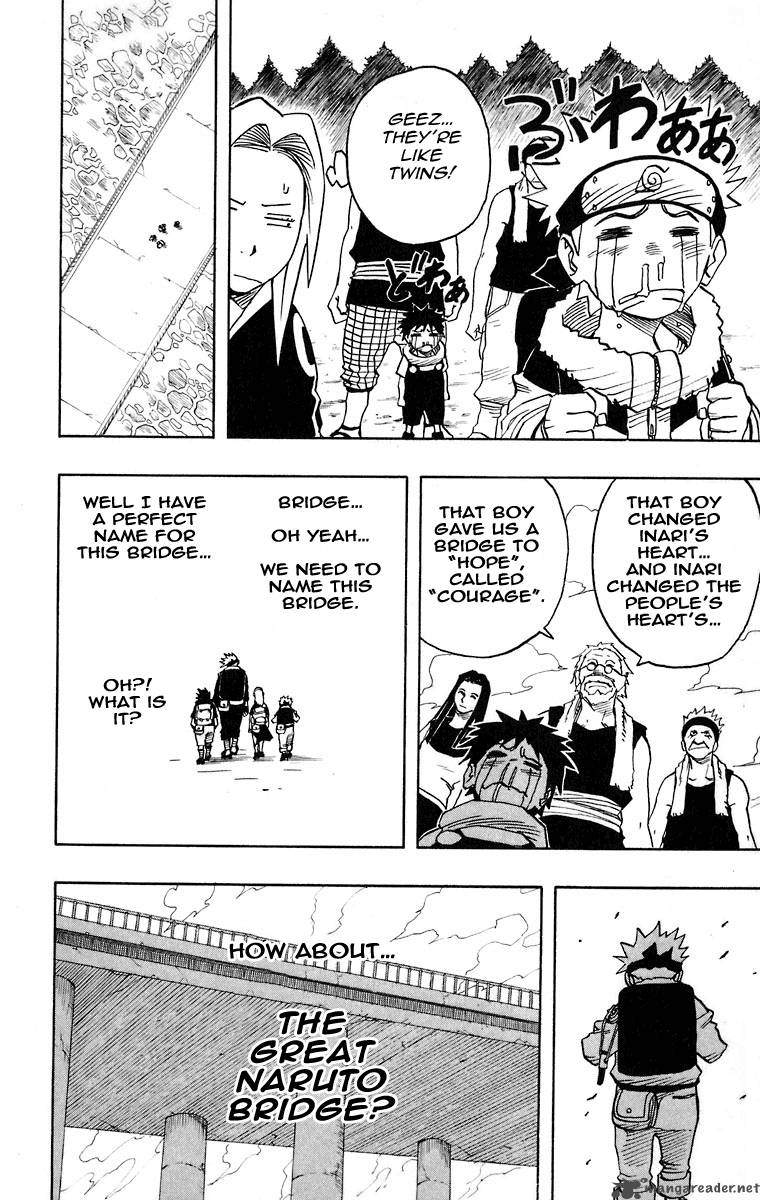 GEEZ...
THEY'RE
LIKE
TWINS!
ぶわああ
どわあ
THAT BOY
CHANGED
INARI'S
HEART...
AND INARI
CHANGED THE
PEOPLE'S
HEART'S...
THAT BOY
GAVE US A
BRIDGE TO
"HOPE",
CALLED
"COURAGE".
BRIDGE...
OH YEAH...
WE NEED TO
NAME THIS
BRIDGE.
WELL I HAVE
A PERFECT
NAME FOR
THIS BRIDGE...
OH?!
WHAT IS
IT?
HOW ABOUT...
THE
GREAT
NARUTO
BRIDGE?
mangareader.net